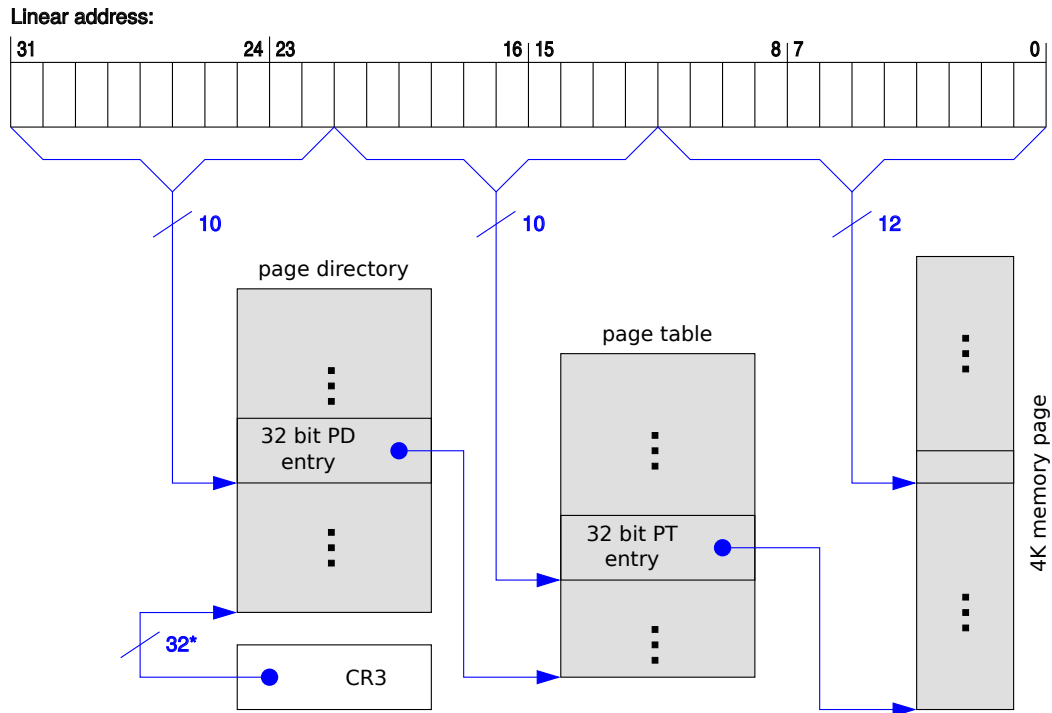 Linear address:
31 24 23 16 15 8 7 0
10 10 12
page directory
page table
32 bit PD
entry
32 bit PT
entry
4K memory page
32*
CR3